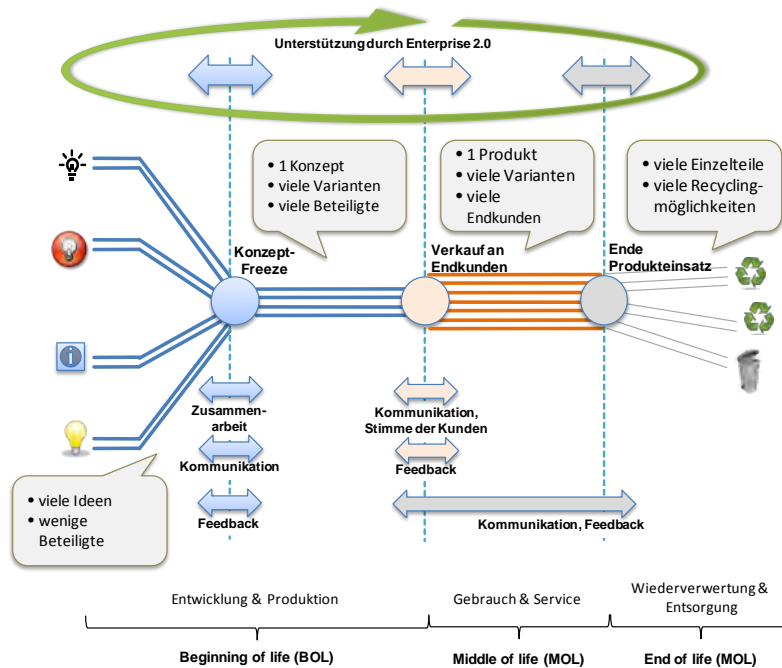 Unterstützung durch Enterprise 2.0
• 1 Konzept
• viele Varianten
• viele Beteiligte
• 1 Produkt
• viele Varianten
• viele
Endkunden
• viele Einzelteile
• viele Recycling-
möglichkeiten
Konzept-
Freeze
Verkauf an
Endkunden
Ende
Produkteinsatz
Zusammen-
arbeit
Kommunikation
Feedback
Kommunikation,
Stimme der Kunden
Feedback
Kommunikation, Feedback
• viele Ideen
• wenige
Beteiligte
Entwicklung & Produktion
Gebrauch & Service
Wiederverwertung &
Entsorgung
Beginning of life (BOL)
Middle of life (MOL)
End of life (MOL)